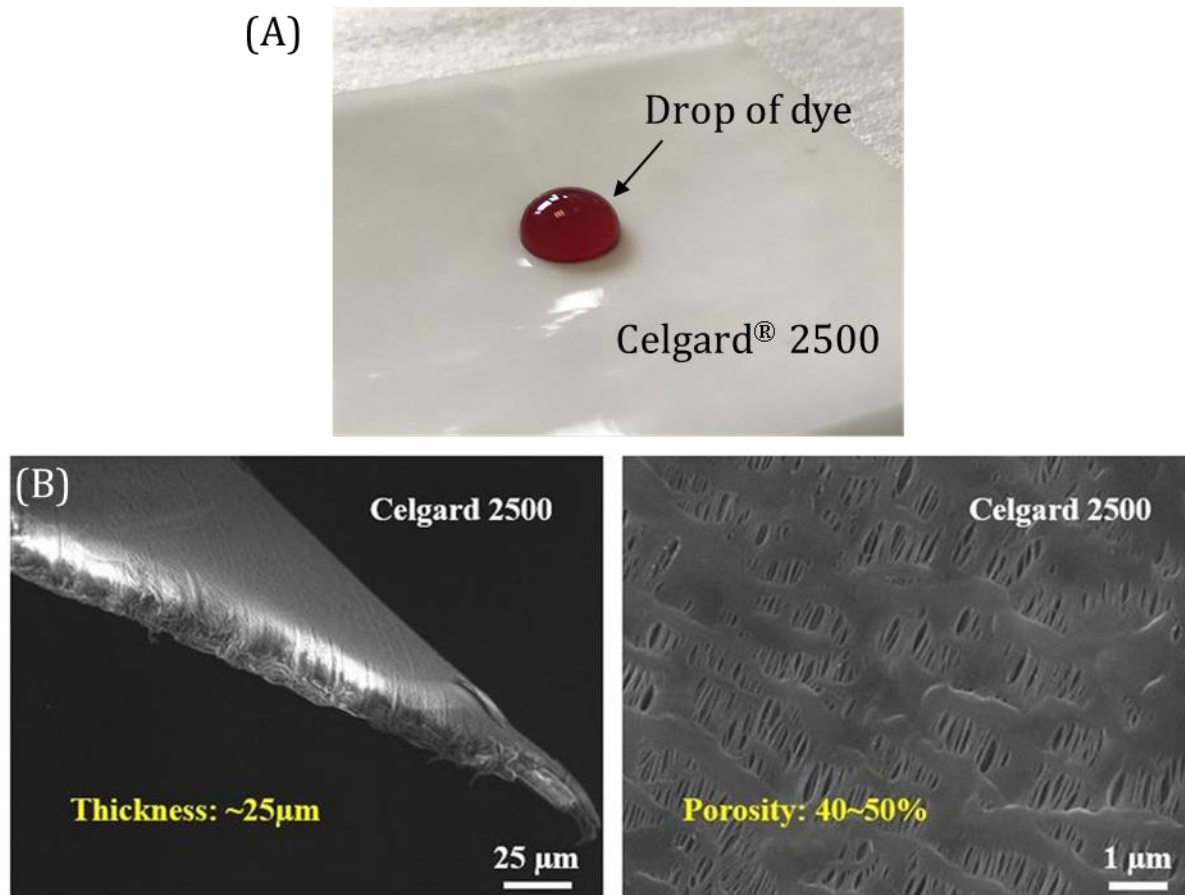 (A)
Drop of dye
Celgard® 2500
(B)
Celgard 2500
Thickness: ~25μm
25 μm
Celgard 2500
Porosity: 40~50%
1 μm